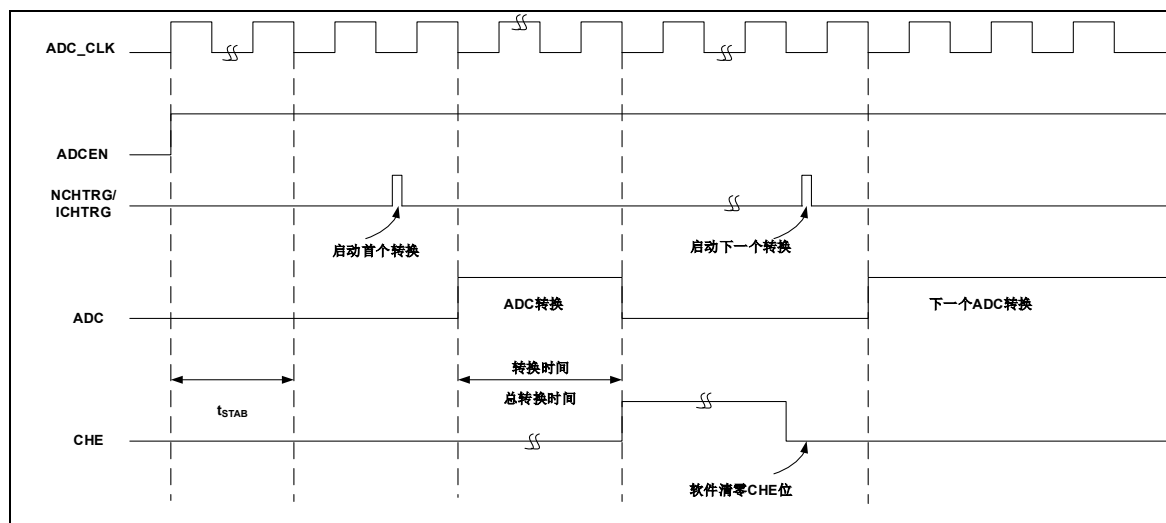 ADC_CLK
ADCEN
NCHTRG/
ICHTRG
启动首个转换
启动下一个转换
ADC
ADC转换
下一个ADC转换
转换时间
总转换时间
tSTAB
CHE
软件清零CHE位